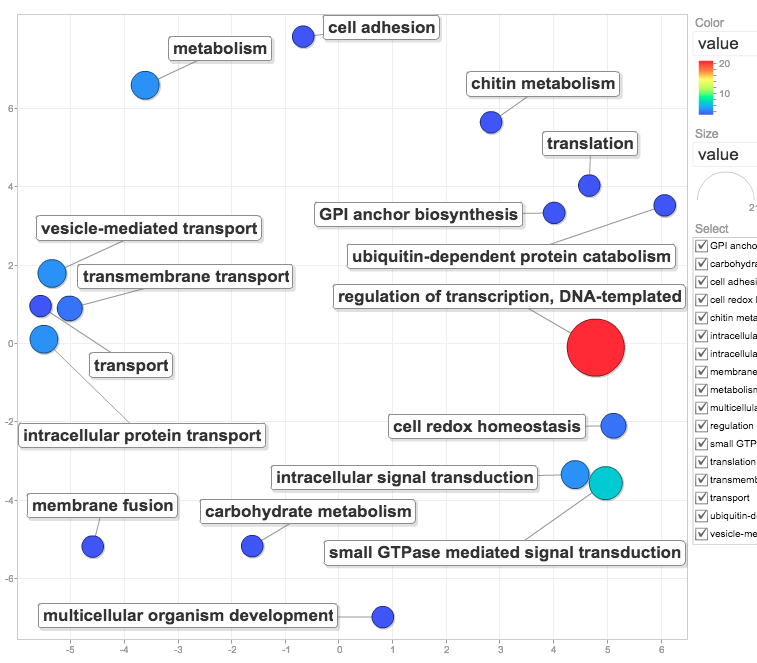 cell adhesion
metabolism
chitin metabolism
translation
GPI anchor biosynthesis
ubiquitin-dependent protein catabolism
vesicle-mediated transport
transmembrane transport
regulation of transcription, DNA-templated
transport
cell redox homeostasis
intracellular protein transport
intracellular signal transduction
membrane fusion
carbohydrate metabolism
small GTPase mediated signal transduction
multicellular organism development
6
4
2
0
-2
-4
-6
-5
-4
-3
-2
-1
0
1
2
3
4
5
6
Color
value
20
10
Size
value
21
Select
GPI ancho
carbohydra
cell adhesi
cell redox
chitin meta
intracellula
intracellula
membrane
metabolism
multicellula
regulation
small GTP
translation
transmemb
transport
ubiquitin-d
vesicle-me